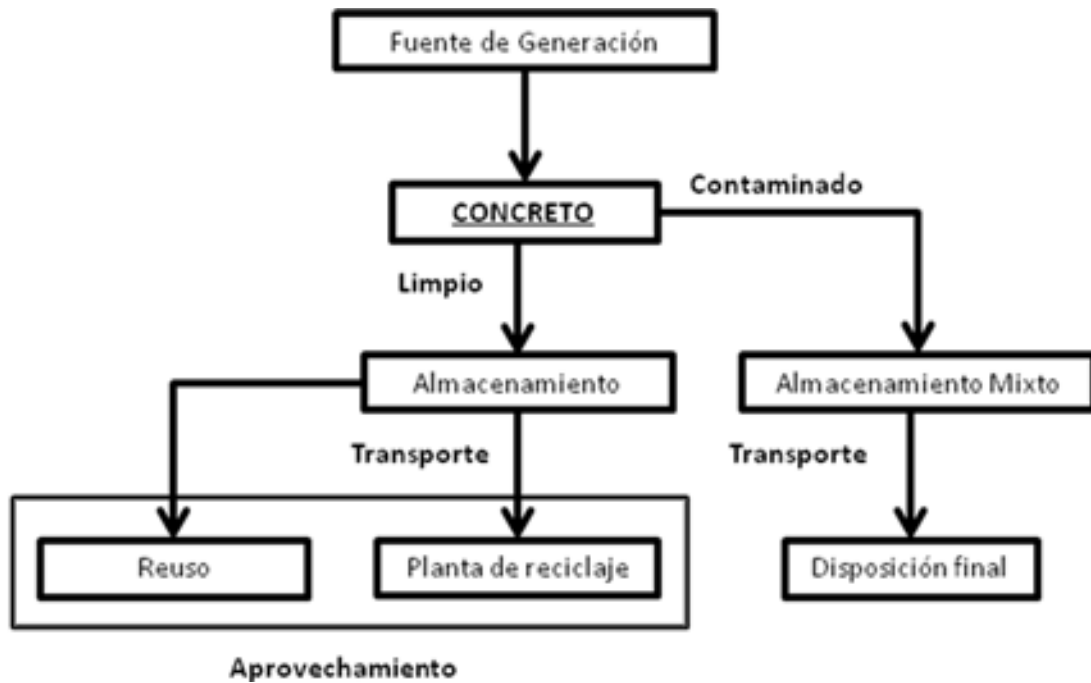 Fuente de Generación
Contaminado
CONCRETO
Limpio
Almacenamiento
Almacenamiento Mixto
Transporte
Transporte
Reuso
Planta de reciclaje
Disposición final
Aprovechamiento